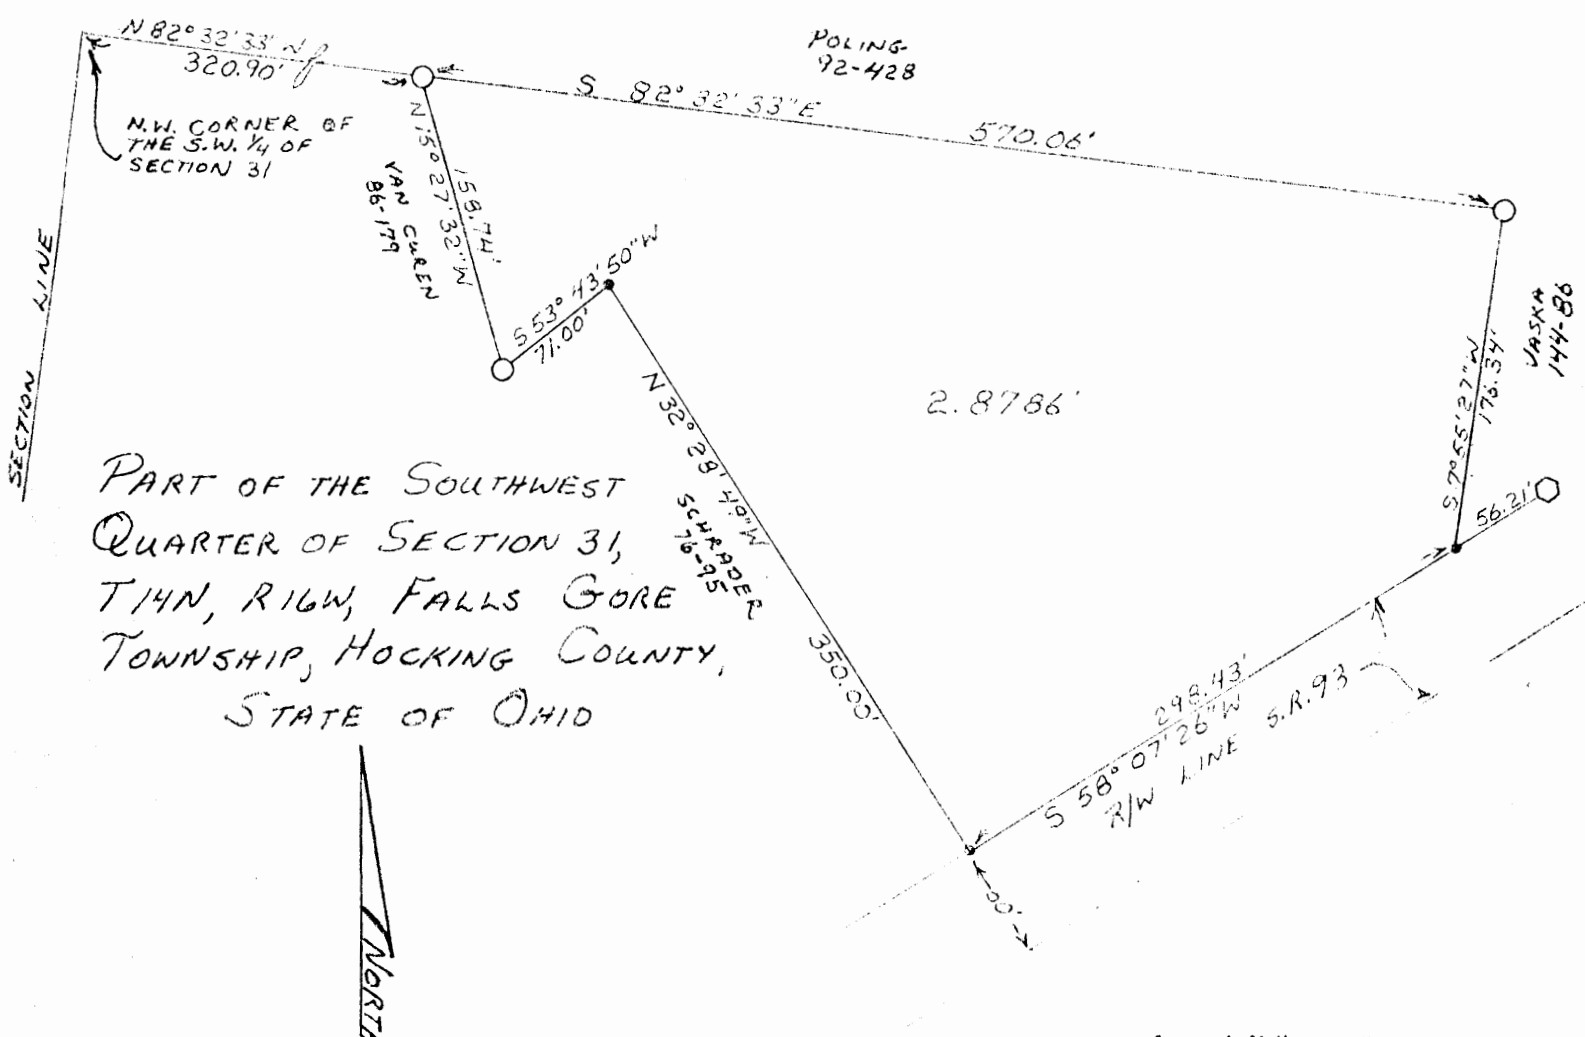 N 82° 32' 33" W
320.90'
POLING
92-428
S 82° 32' 33" E
570.06'
N.W. CORNER OF
THE S.W. 1/4 OF
SECTION 31
N 15° 27' 32" W
158.74'
VAN CUREN
86-179
S 53° 43' 50" W
71.00'
SECTION LINE
N 32° 28' 49" W
350.00'
SCHRADER
76-95
2.8786'
VASKA
144-86
S 7° 55' 27" W
176.34'
56.21'
298.43'
S 58° 07' 26" W
R/W LINE S.R. 93
PART OF THE SOUTHWEST
QUARTER OF SECTION 31,
T14N, R16W, FALLS GORE
TOWNSHIP, HOCKING COUNTY,
STATE OF OHIO
NORTH